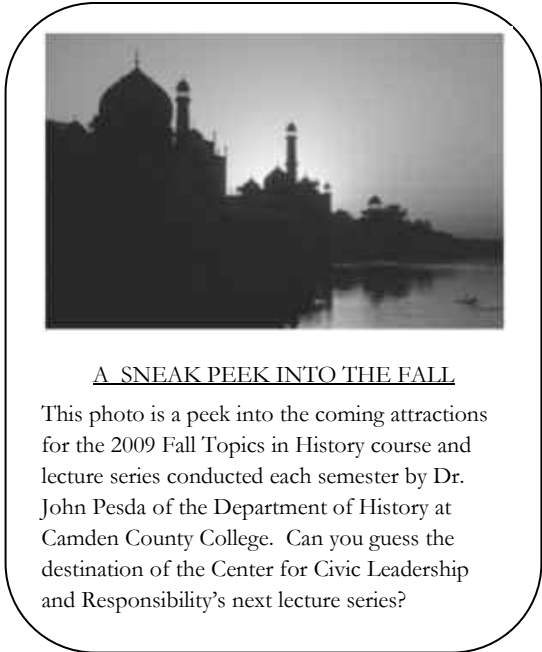 A SNEAK PEEK INTO THE FALL
This photo is a peek into the coming attractions
for the 2009 Fall Topics in History course and
lecture series conducted each semester by Dr.
John Pesda of the Department of History at
Camden County College.  Can you guess the
destination of the Center for Civic Leadership
and Responsibility’s next lecture series?